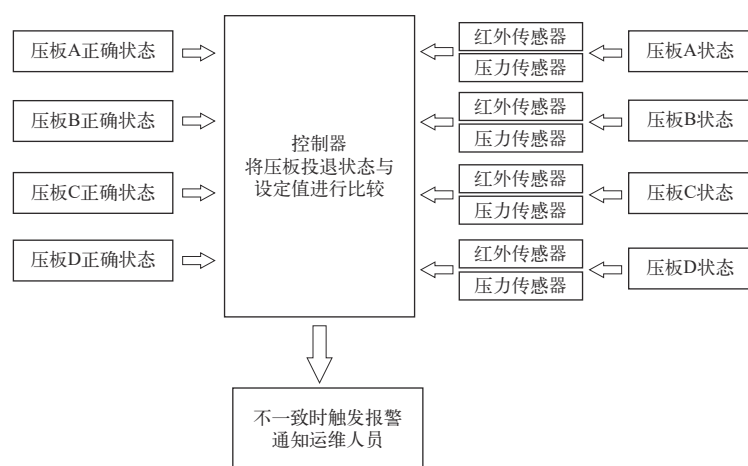 压板A正确状态
压板B正确状态
压板C正确状态
压板D正确状态
控制器
将压板投退状态与
设定值进行比较
红外传感器
压力传感器
红外传感器
压力传感器
红外传感器
压力传感器
红外传感器
压力传感器
压板A状态
压板B状态
压板C状态
压板D状态
不一致时触发报警
通知运维人员